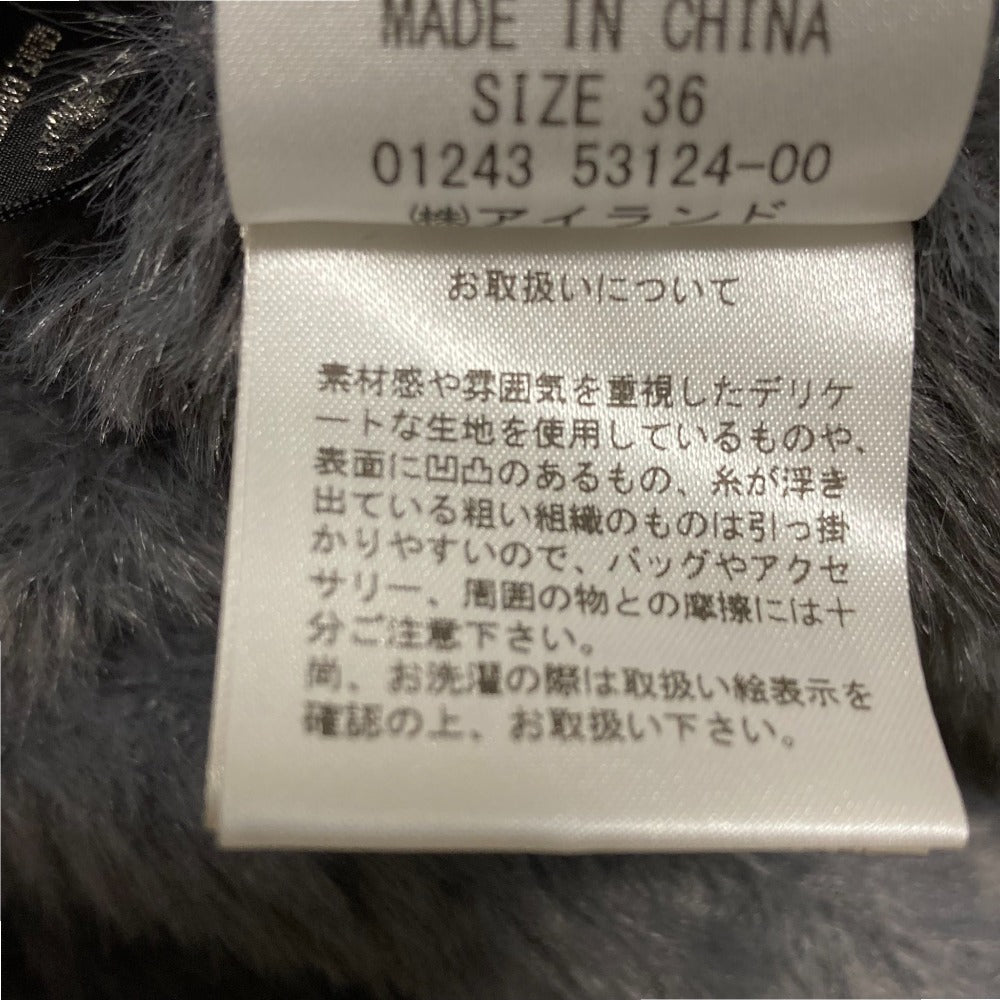 MADE IN CHINA
SIZE 36
01243 53124-00
㈱アイランド
お取扱いについて
素材感や雰囲気を重視したデリケ
ートな生地を使用しているものや、
表面に凹凸のあるもの、糸が浮き
出ている粗い組織のものは引っ掛
かりやすいので、バッグやアクセ
サリー、周囲の物との摩擦には十
分ご注意下さい。
尚、お洗濯の際は取扱い絵表示を
確認の上、お取扱い下さい。